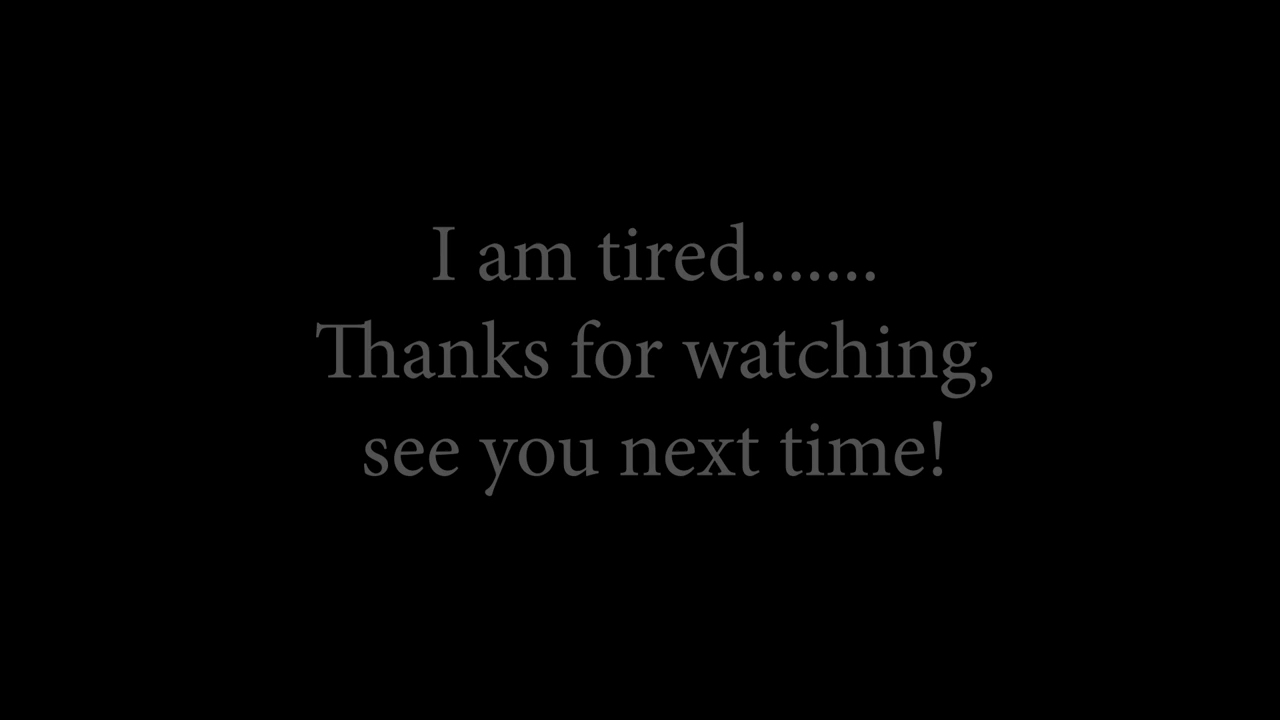 I am tired.......
Thanks for watching,
see you next time!